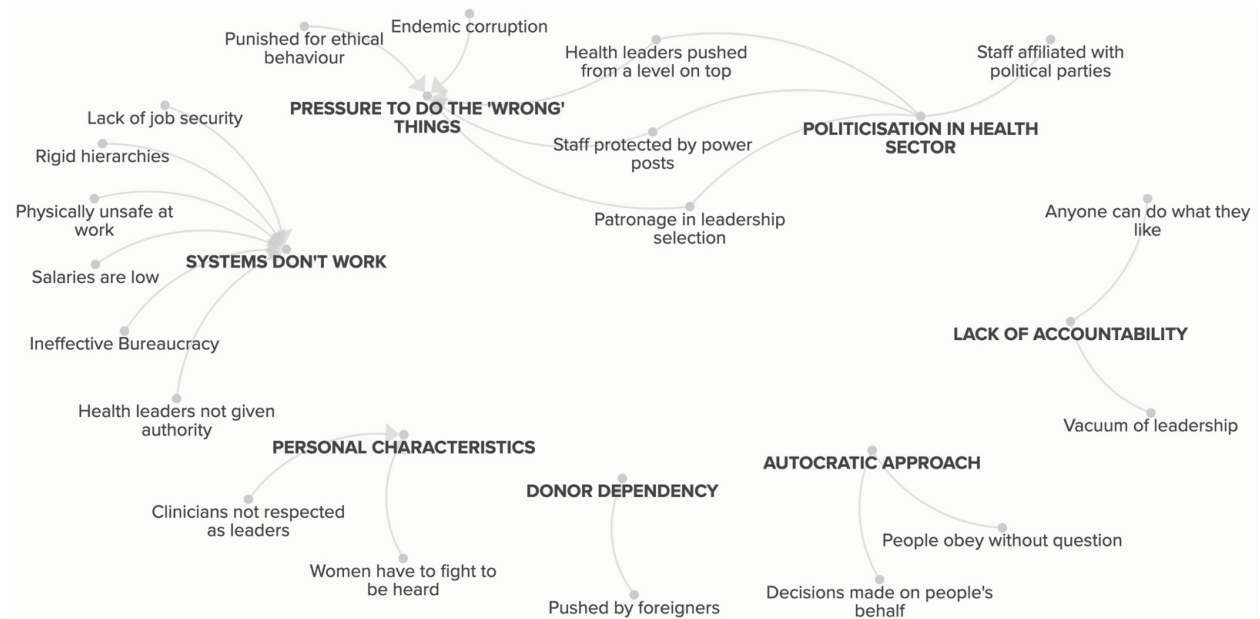 Endemic corruption
Punished for ethical
behaviour
Health leaders pushed
from a level on top
Staff affiliated with
political parties
PRESSURE TO DO THE 'WRONG'
THINGS
Lack of job security
POLITICISATION IN HEALTH
SECTOR
Staff protected by power
posts
Rigid hierarchies
Physically unsafe at
work
Patronage in leadership
selection
Anyone can do what they
like
SYSTEMS DON'T WORK
Salaries are low
LACK OF ACCOUNTABILITY
Ineffective Bureaucracy
Health leaders not given
authority
Vacuum of leadership
PERSONAL CHARACTERISTICS
AUTOCRATIC APPROACH
DONOR DEPENDENCY
Clinicians not respected
as leaders
People obey without question
Women have to fight to
be heard
Decisions made on people's
behalf
Pushed by foreigners